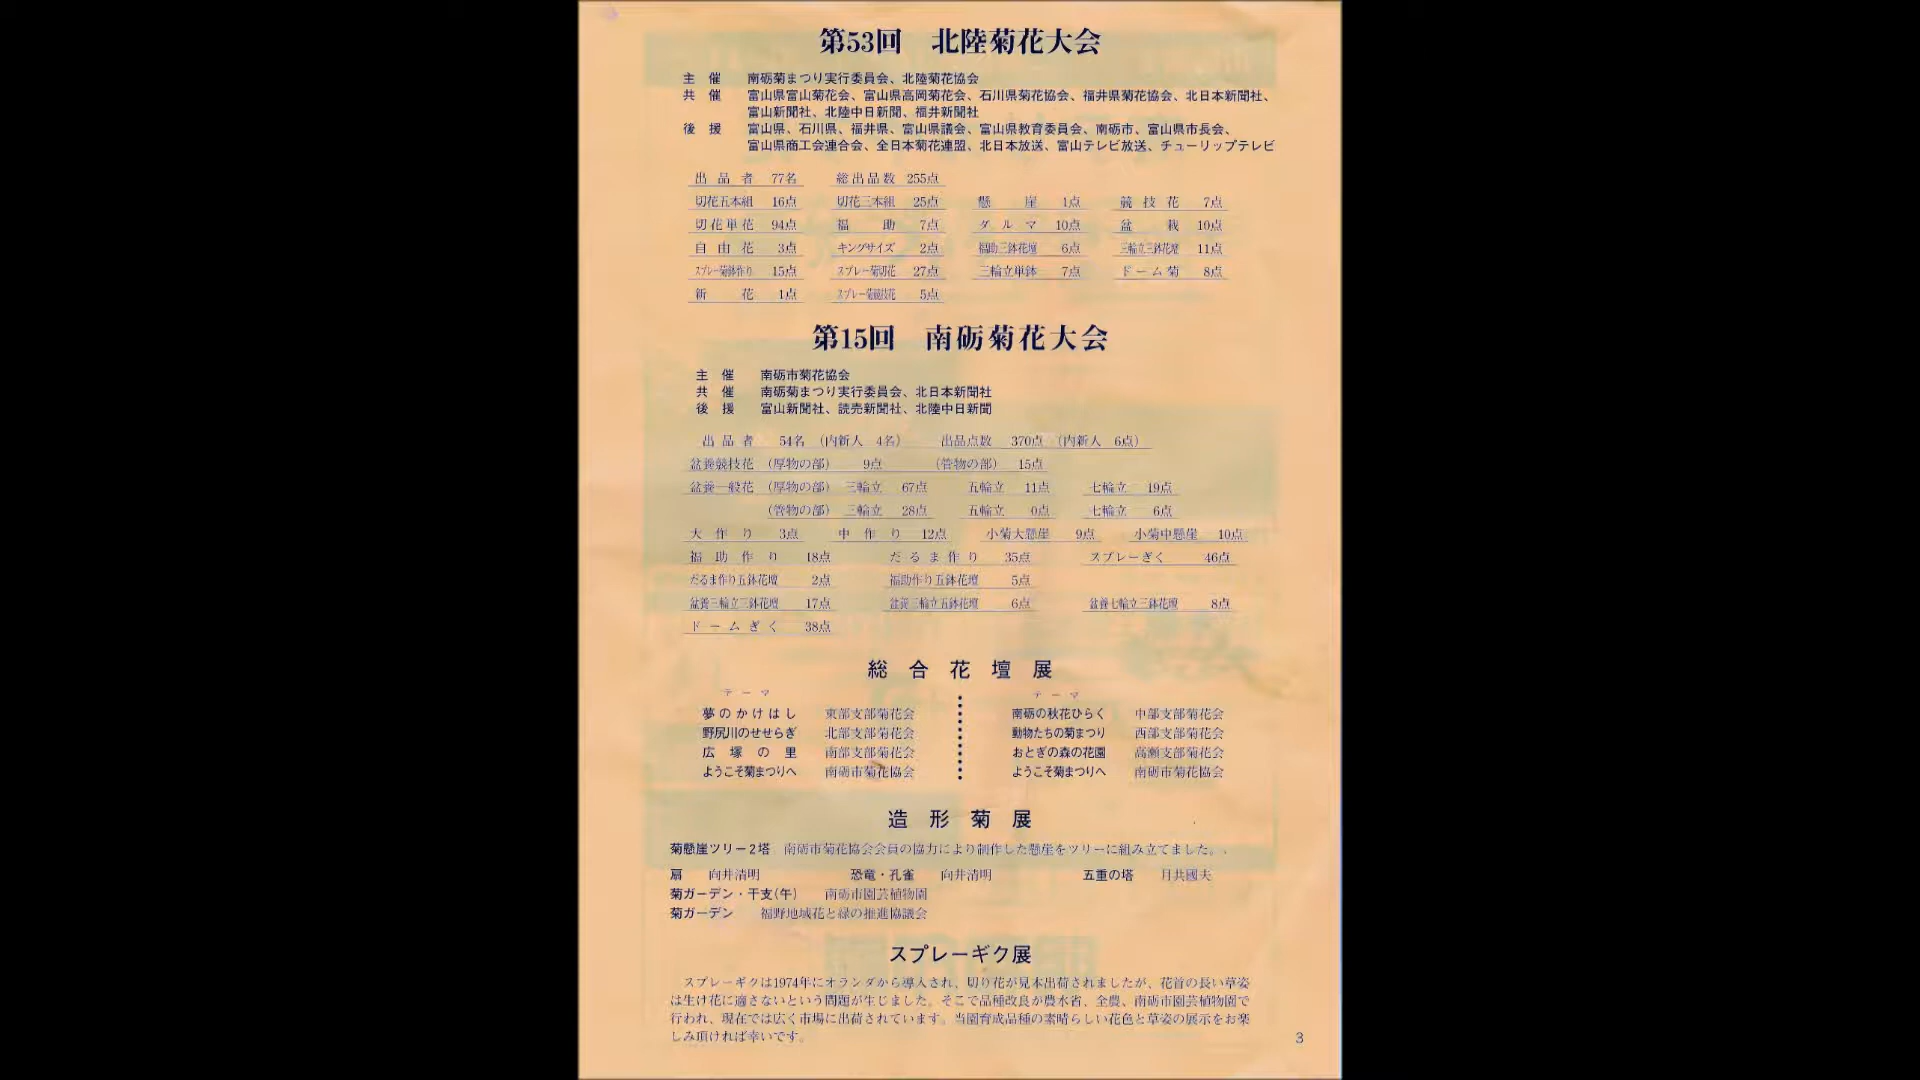 第53回 北陸菊花大会
主催 南砺菊まつり実行委員会、北陸菊花協会
共催 富山県富山菊花会、富山県高岡菊花会、石川県菊花協会、福井県菊花協会、北日本新聞社、
富山新聞社、北陸中日新聞、福井新聞社
後援 富山県、石川県、福井県、富山県議会、富山県教育委員会、南砺市、富山県市長会、
富山県商工会連合会、全日本菊花連盟、北日本放送、富山テレビ放送、チューリップテレビ
出品者 77名 総出品数 255点
切花五本組 16点 切花三本組 25点 懸崖 1点 競技花 7点
切花単花 94点 福助 7点 ダルマ 10点 盆栽 10点
自由花 3点 キングサイズ 2点 福助三鉢花壇 6点 三輪立三鉢花壇 11点
スプレー菊鉢作り 15点 スプレー菊切花 27点 三輪立単鉢 7点 ドーム菊 8点
新花 1点 スプレー菊競技花 5点
第15回 南砺菊花大会
主催 南砺市菊花協会
共催 南砺菊まつり実行委員会、北日本新聞社
後援 富山新聞社、読売新聞社、北陸中日新聞
出品者 54名 (内新人 4名) 出品点数 370点 (内新人 6点)
盆養競技花 (厚物の部) 9点 (管物の部) 15点
盆養一般花 (厚物の部) 三輪立 67点 五輪立 11点 七輪立 19点
(管物の部) 三輪立 28点 五輪立 0点 七輪立 6点
大作り 3点 中作り 12点 小菊大懸崖 9点 小菊中懸崖 10点
福助作り 18点 だるま作り 35点 スプレーぎく 46点
だるま作り五鉢花壇 2点 福助作り五鉢花壇 5点
盆養三輪立三鉢花壇 17点 盆養三輪立五鉢花壇 6点 盆養七輪立三鉢花壇 8点
ドームぎく 38点
総合花壇展
テーマ テーマ
夢のかけはし 東部支部菊花会 南砺の秋花ひらく 中部支部菊花会
野尻川のせせらぎ 北部支部菊花会 動物たちの菊まつり 西部支部菊花会
広塚の里 南部支部菊花会 おとぎの森の花園 高瀬支部菊花会
ようこそ菊まつりへ 南砺市菊花協会 ようこそ菊まつりへ 南砺市菊花協会
造形菊展
菊懸崖ツリー2塔 南砺市菊花協会会員の協力により制作した懸崖をツリーに組み立てました。
扇 向井清明 恐竜・孔雀 向井清明 五重の塔 月共國夫
菊ガーデン・干支(午) 南砺市園芸植物園
菊ガーデン 福野地域花と緑の推進協議会
スプレーギク展
スプレーギクは1974年にオランダから導入され、切り花が見本出荷されましたが、花首の長い草姿
は生け花に適さないという問題が生じました。そこで品種改良が農水省、全農、南砺市園芸植物園で
行われ、現在では広く市場に出荷されています。当園育成品種の素晴らしい花色と草姿の展示をお楽
しみ頂ければ幸いです。
3